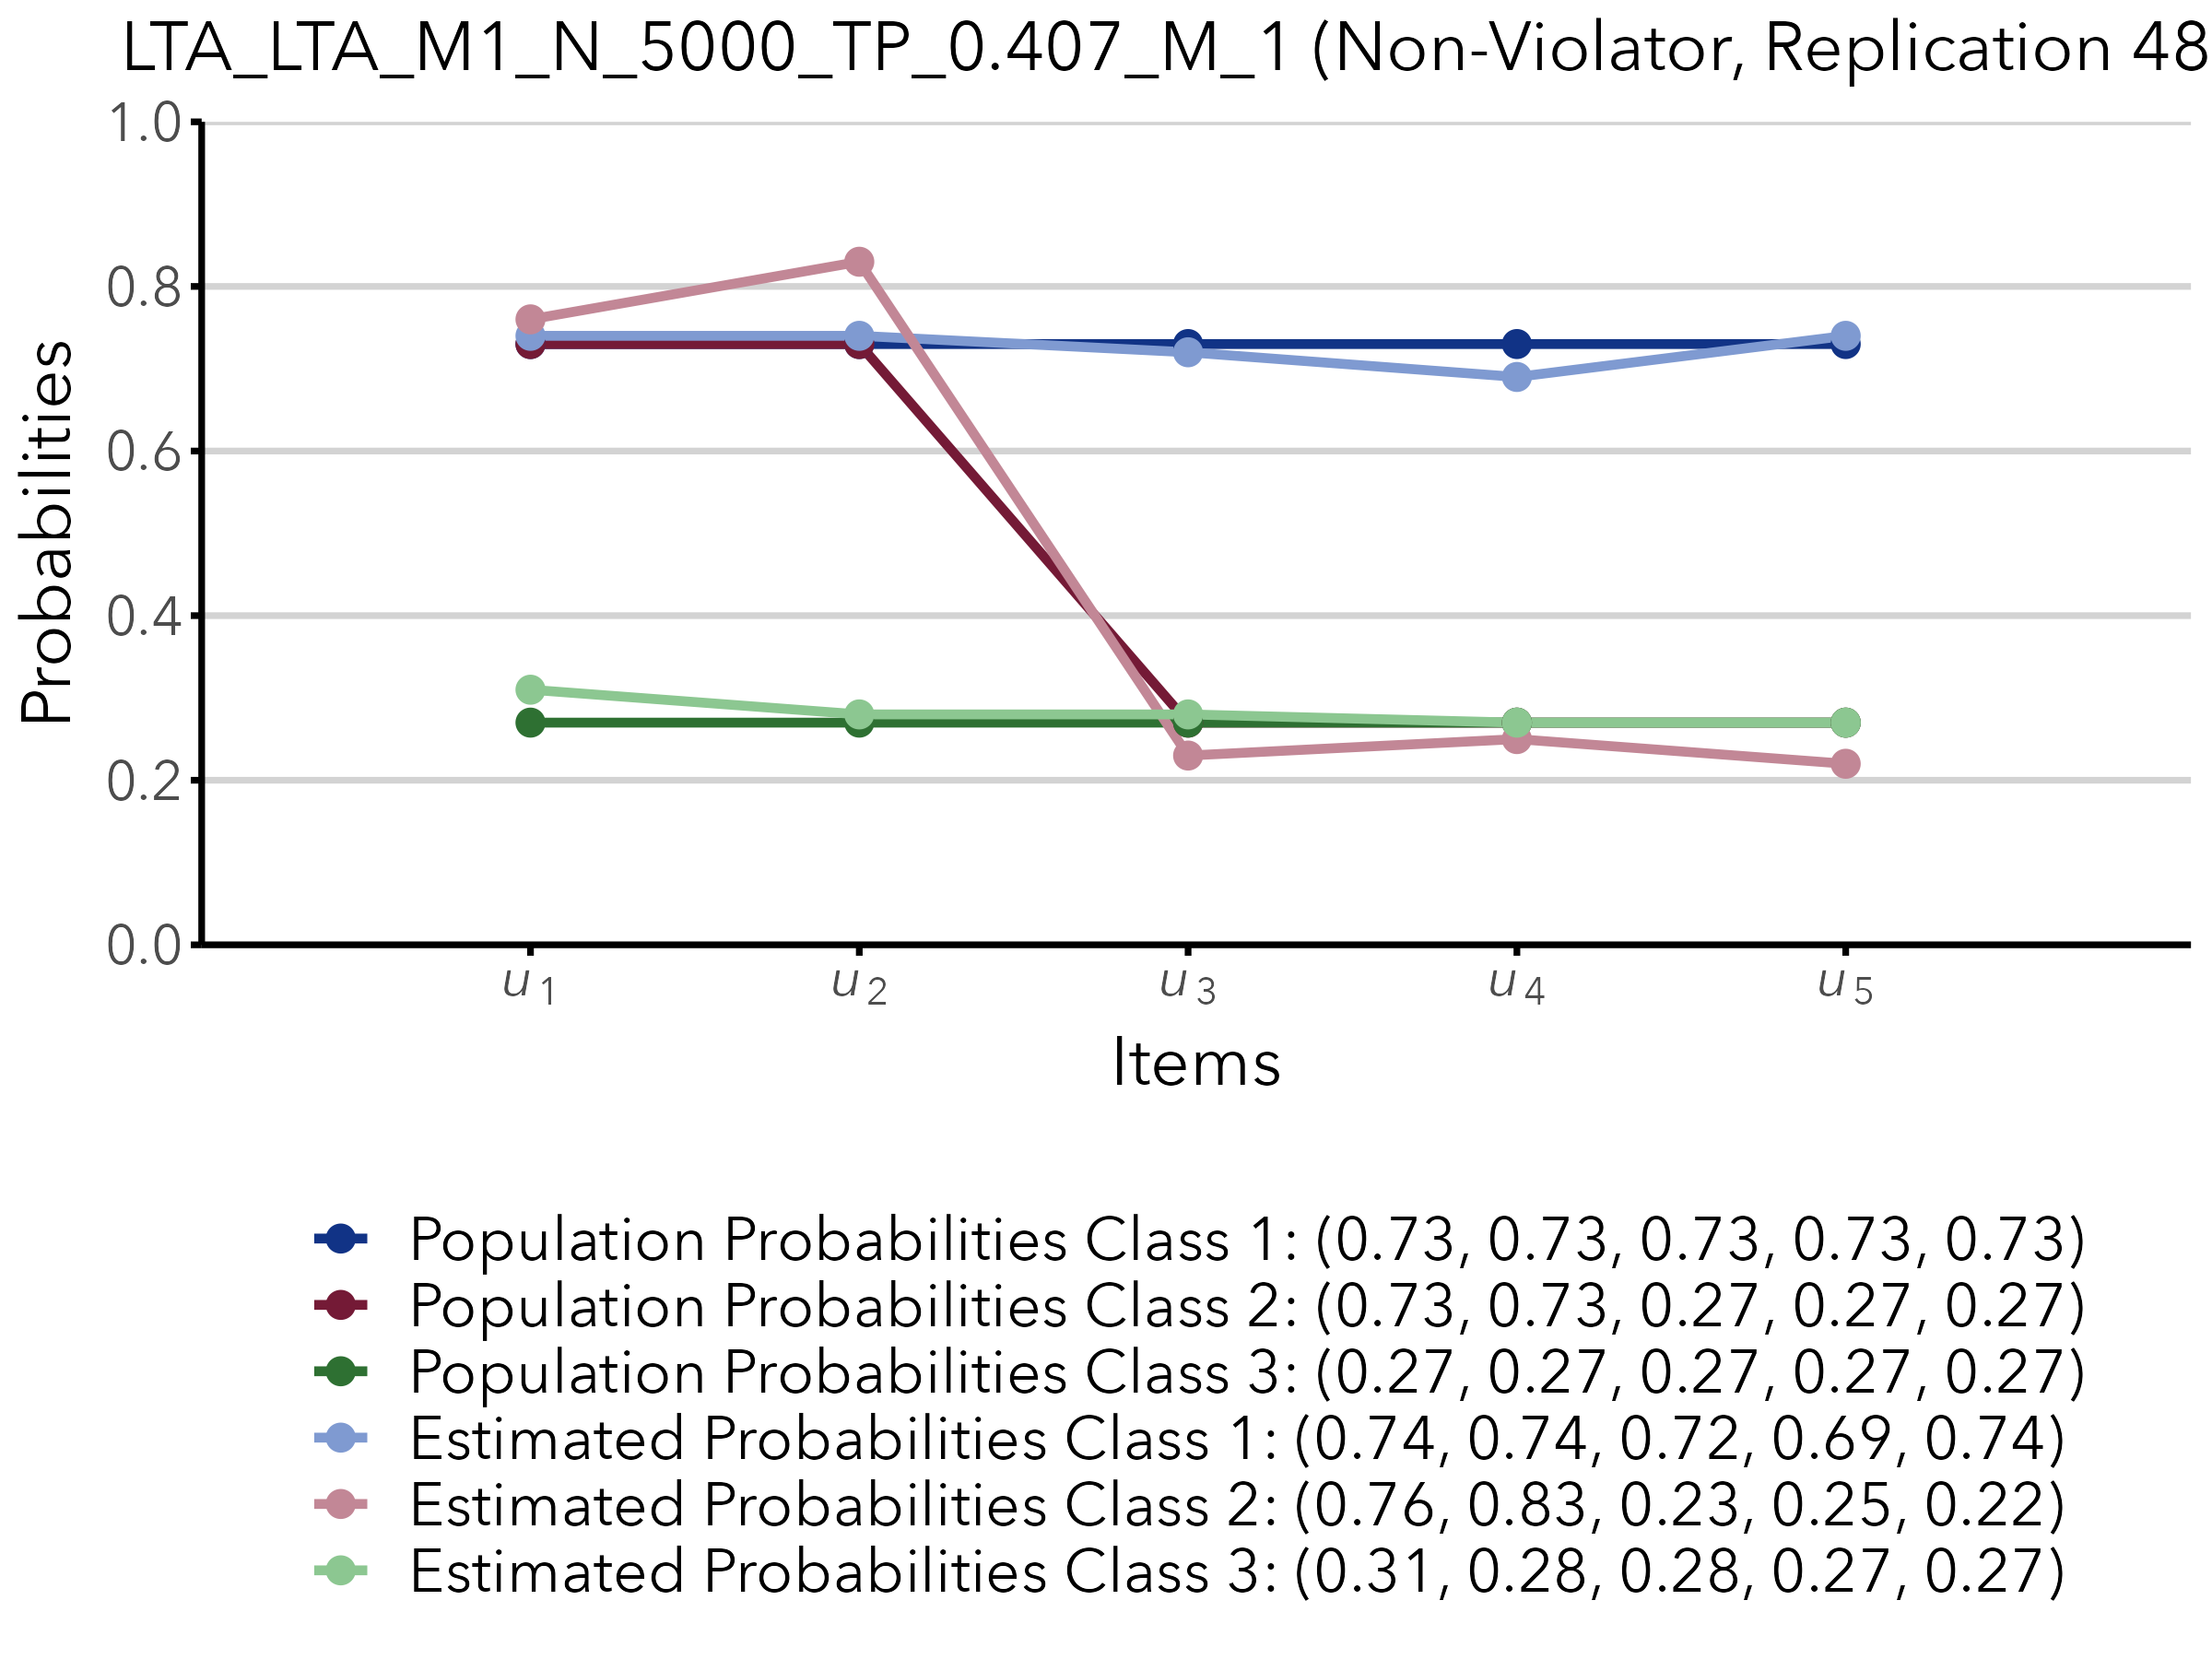 LTA_LTA_M1_N_5000_TP_0.407_M_1 (Non-Violator, Replication 48
1.0
0.8
0.6
0.4
0.2
0.0
Probabilities
u1
u2
u3
u4
u5
Items
Population Probabilities Class 1: (0.73, 0.73, 0.73, 0.73, 0.73)
Population Probabilities Class 2: (0.73, 0.73, 0.27, 0.27, 0.27)
Population Probabilities Class 3: (0.27, 0.27, 0.27, 0.27, 0.27)
Estimated Probabilities Class 1: (0.74, 0.74, 0.72, 0.69, 0.74)
Estimated Probabilities Class 2: (0.76, 0.83, 0.23, 0.25, 0.22)
Estimated Probabilities Class 3: (0.31, 0.28, 0.28, 0.27, 0.27)